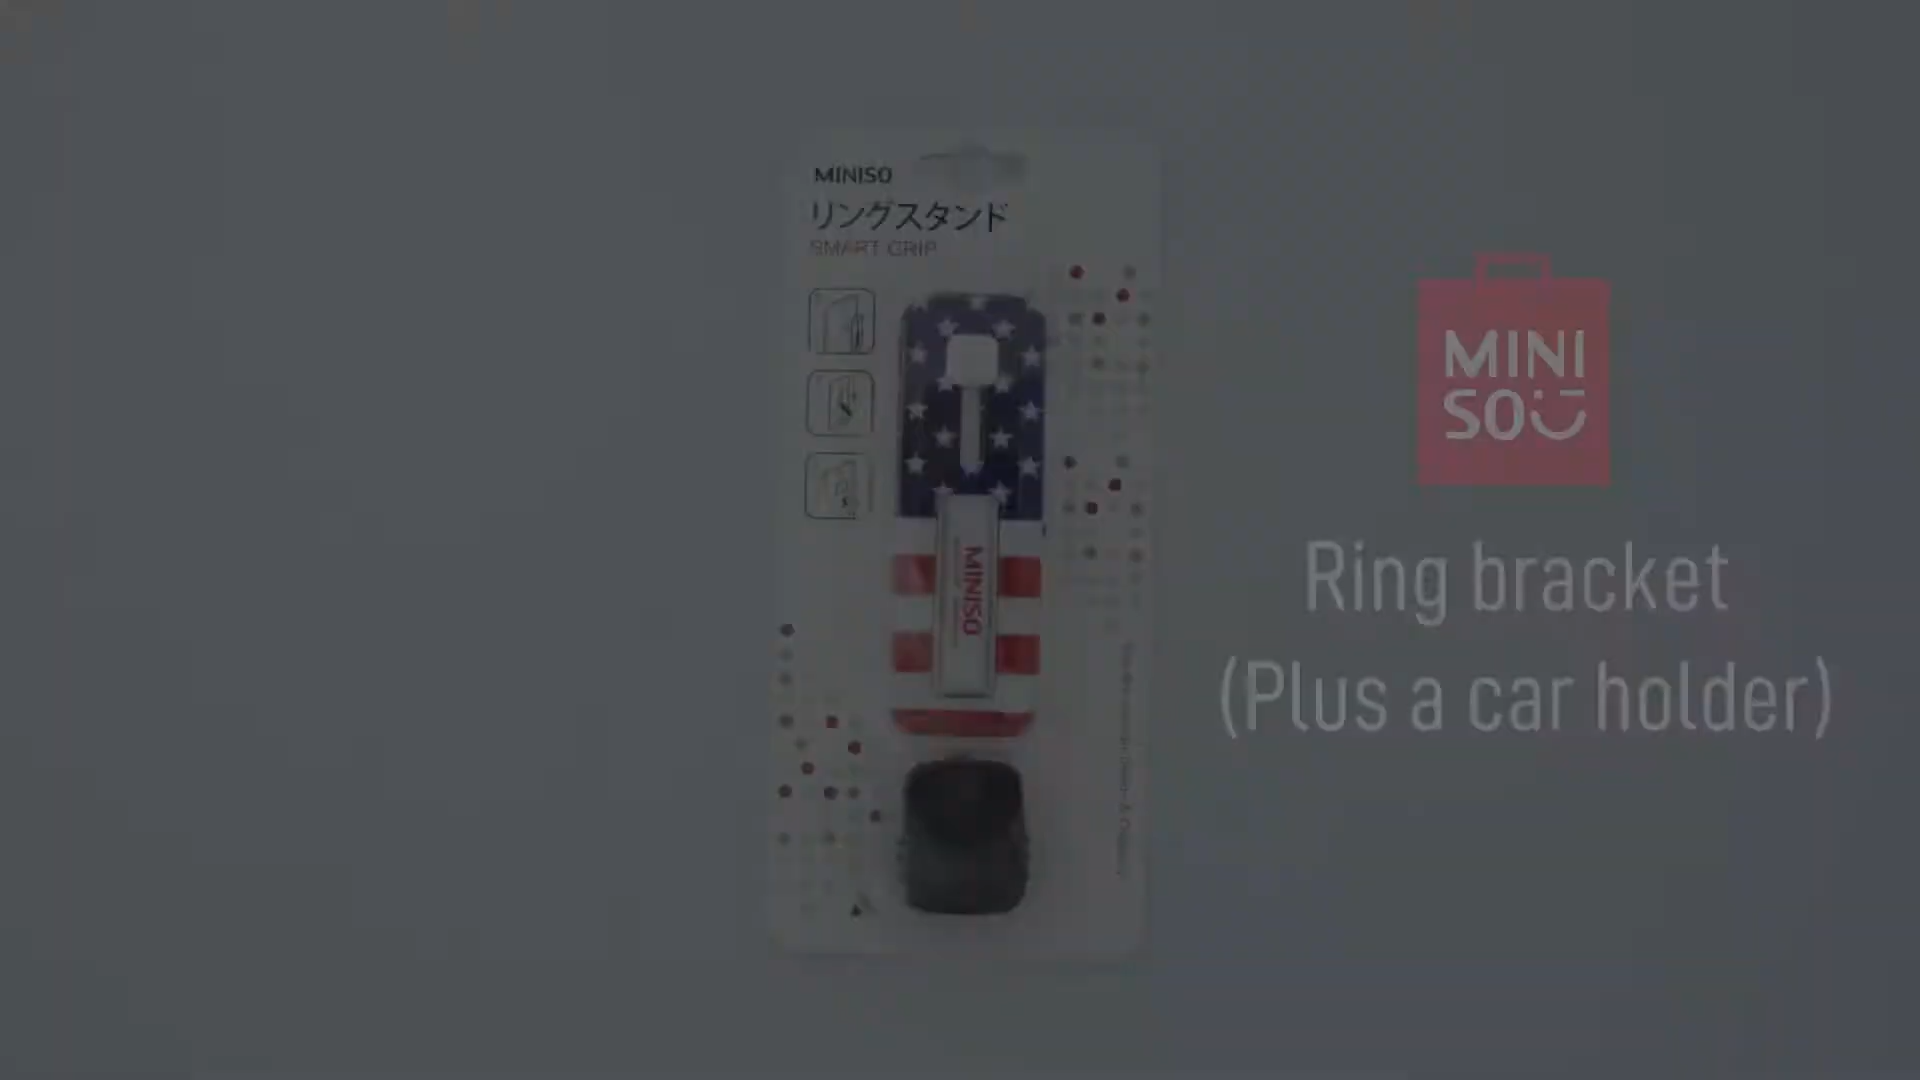 MINISO
リングスタンド
SMART GRIP
MINISO
MINI
SO
Ring bracket
(Plus a car holder)